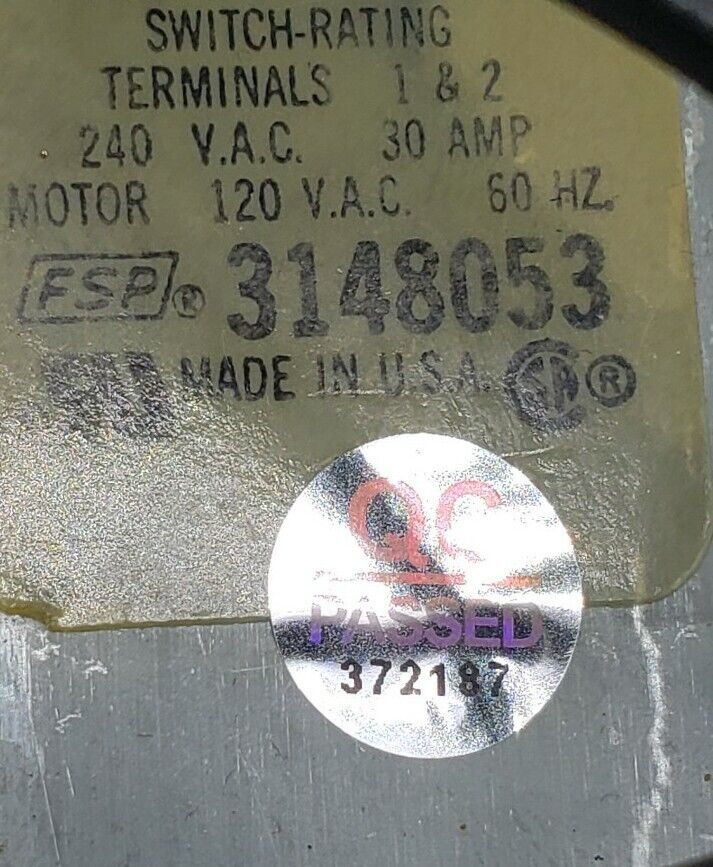 SWITCH-RATING
TERMINALS 1 & 2
240 V.A.C. 30 AMP
MOTOR 120 V.A.C. 60 HZ.
FSP® 3148053
MADE IN U.S.A. SP ®
QC
PASSED
372187